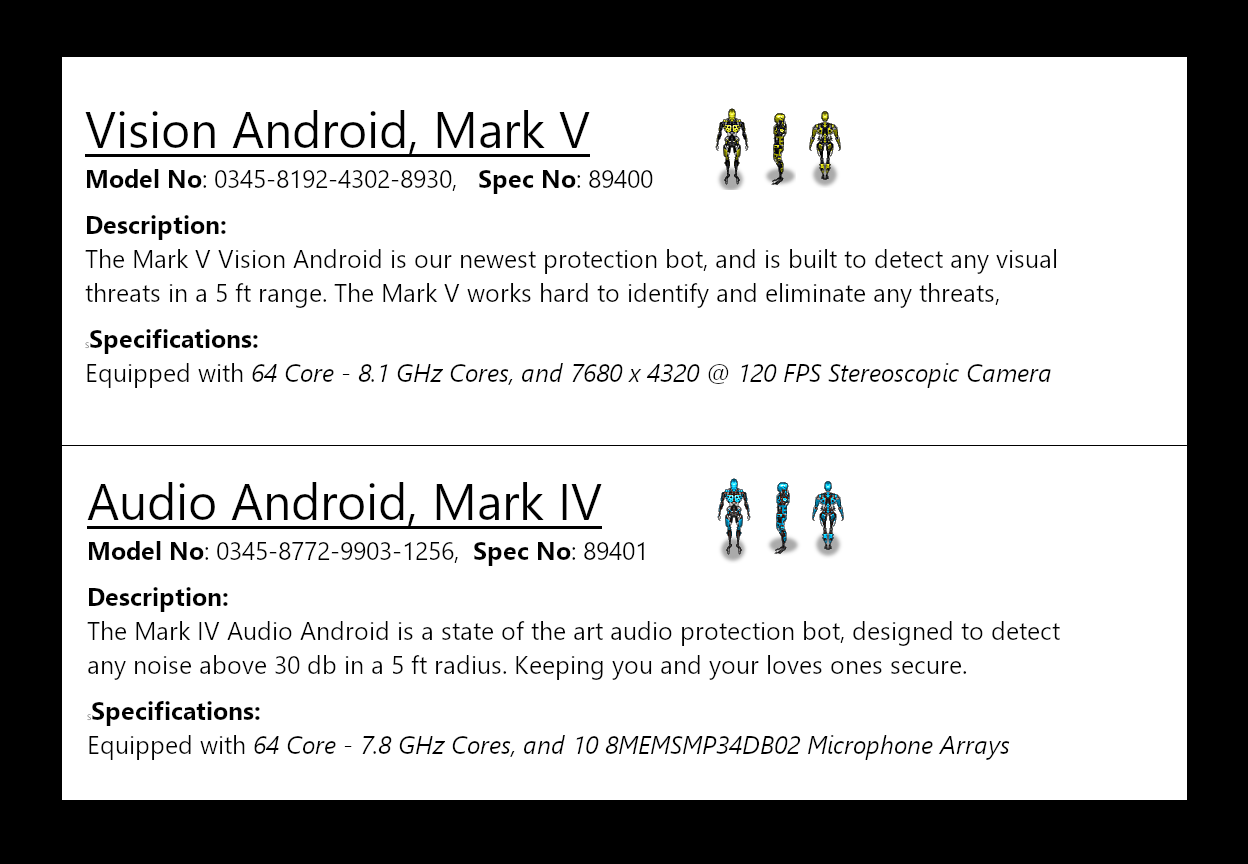 Vision Android, Mark V
Model No: 0345-8192-4302-8930, Spec No: 89400
Description:
The Mark V Vision Android is our newest protection bot, and is built to detect any visual
threats in a 5 ft range. The Mark V works hard to identify and eliminate any threats,
sSpecifications:
Equipped with 64 Core - 8.1 GHz Cores, and 7680 x 4320 @ 120 FPS Stereoscopic Camera
Audio Android, Mark IV
Model No: 0345-8772-9903-1256, Spec No: 89401
Description:
The Mark IV Audio Android is a state of the art audio protection bot, designed to detect
any noise above 30 db in a 5 ft radius. Keeping you and your loves ones secure.
sSpecifications:
Equipped with 64 Core - 7.8 GHz Cores, and 10 8MEMSMP34DB02 Microphone Arrays